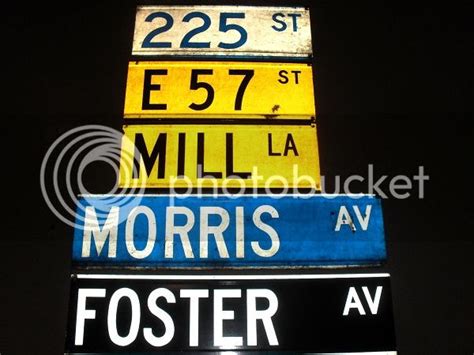 225 ST
E 57 ST
MILL LA
photobucket
MORRIS AV
FOSTER AV